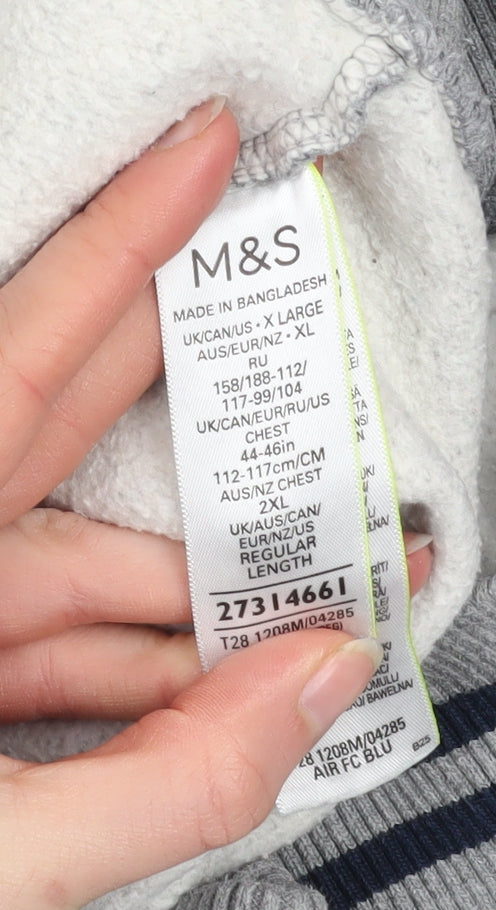 M&S
MADE IN BANGLADESH
UK/CAN/US · X LARGE
AUS/EUR/NZ · XL
RU
158/188-112/
117-99/104
UK/CAN/EUR/RU/US
CHEST
44-46in
112-117cm/CM
AUS/NZ CHEST
2XL
UK/AUS/CAN/
EUR/NZ/US
REGULAR
LENGTH
27314661
T28 1208M/04285
28 1208M/04285
AIR FC BLU
B25